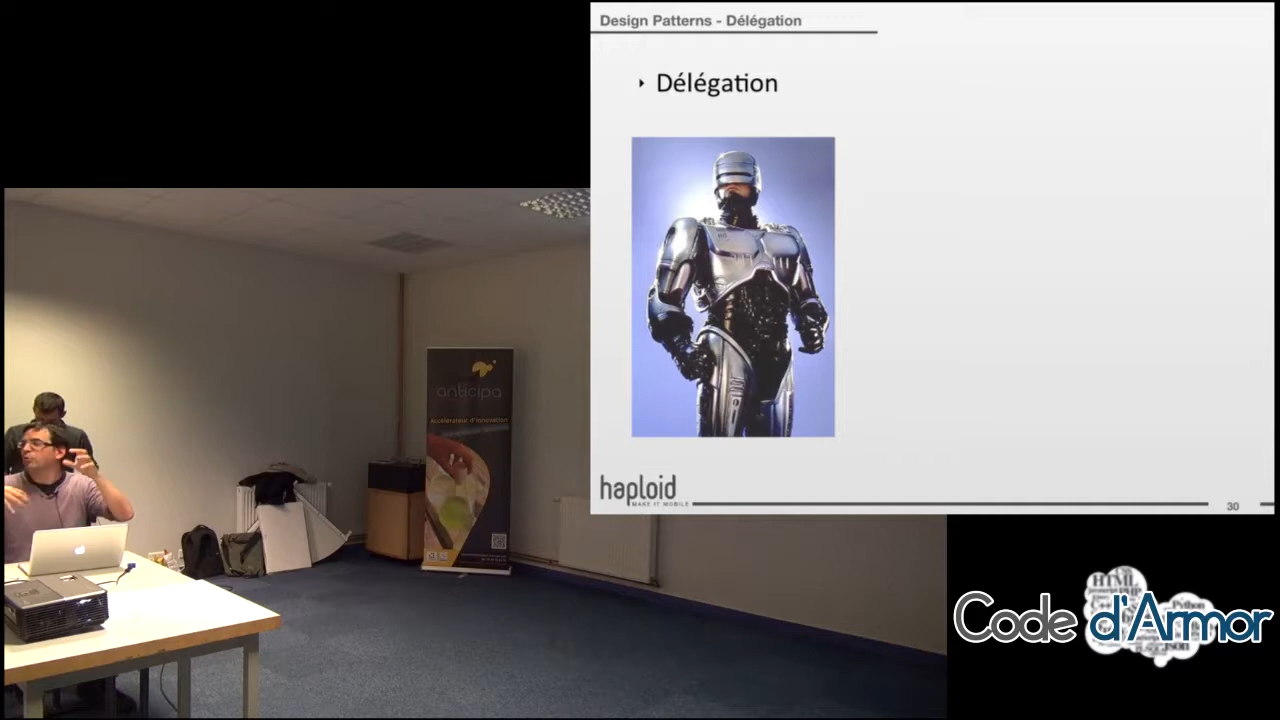 Design Patterns - Délégation
‣ Délégation
haploid
MAKE IT MOBILE
30
anticipa
Accélérateur d'innovation
Code d'Armor
HTML
Python